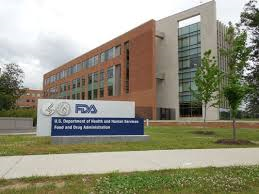 FDA
U.S. Department of Health and Human Services
Food and Drug Administration